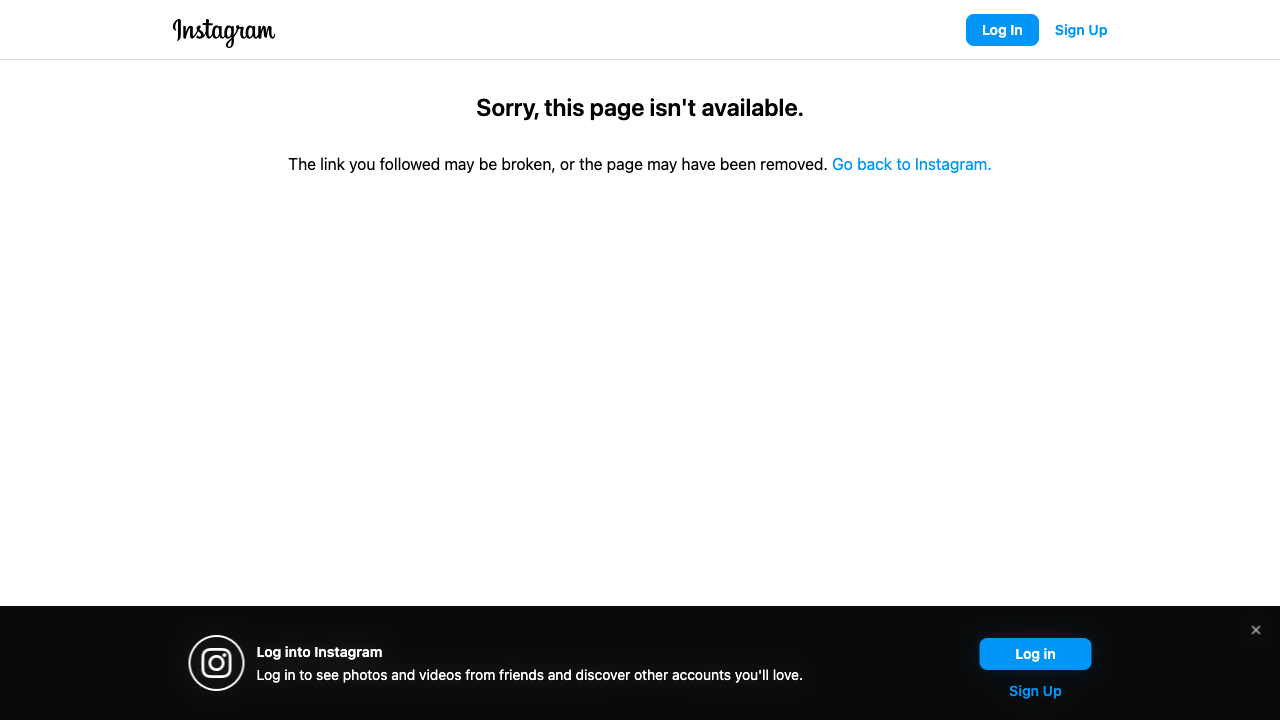 Instagram
Log In
Sign Up
Sorry, this page isn't available.
The link you followed may be broken, or the page may have been removed. Go back to Instagram.
Log into Instagram
Log in to see photos and videos from friends and discover other accounts you'll love.
Log in
Sign Up